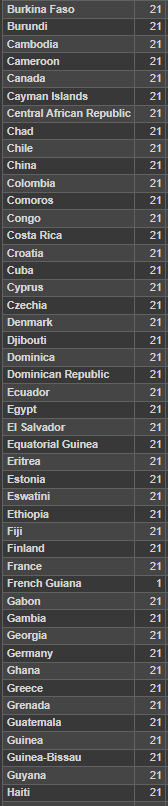 Burkina Faso 21
Burundi 21
Cambodia 21
Cameroon 21
Canada 21
Cayman Islands 21
Central African Republic 21
Chad 21
Chile 21
China 21
Colombia 21
Comoros 21
Congo 21
Costa Rica 21
Croatia 21
Cuba 21
Cyprus 21
Czechia 21
Denmark 21
Djibouti 21
Dominica 21
Dominican Republic 21
Ecuador 21
Egypt 21
El Salvador 21
Equatorial Guinea 21
Eritrea 21
Estonia 21
Eswatini 21
Ethiopia 21
Fiji 21
Finland 21
France 21
French Guiana 1
Gabon 21
Gambia 21
Georgia 21
Germany 21
Ghana 21
Greece 21
Grenada 21
Guatemala 21
Guinea 21
Guinea-Bissau 21
Guyana 21
Haiti 21